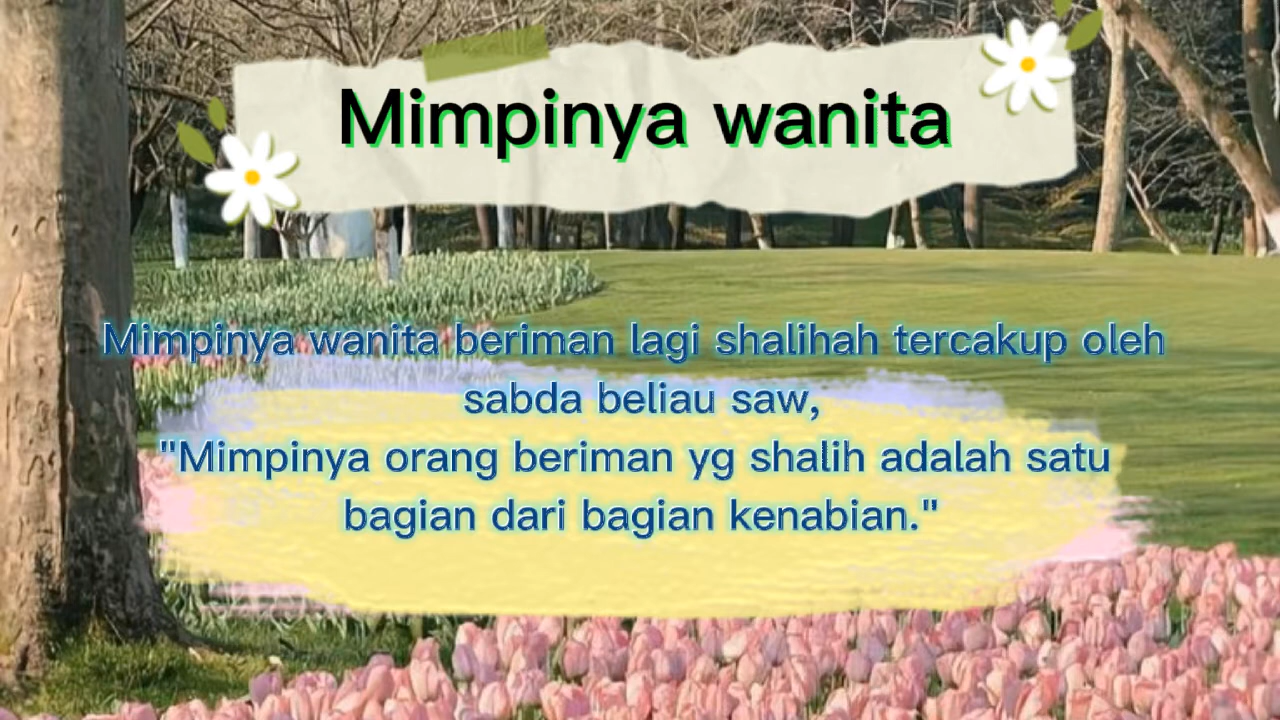 Mimpinya wanita
Mimpinya wanita beriman lagi shalihah tercakup oleh
sabda beliau saw,
"Mimpinya orang beriman yg shalih adalah satu
bagian dari bagian kenabian."